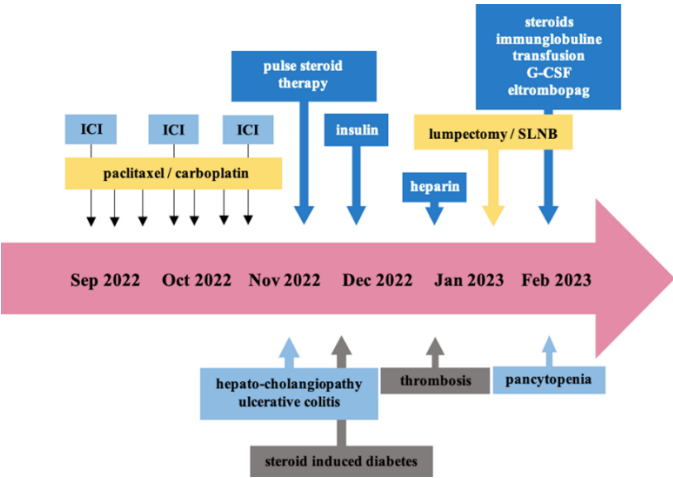 steroids
immunglobuline
transfusion
G-CSF
eltrombopag
pulse steroid
therapy
ICI
ICI
ICI
insulin
lumpectomy / SLNB
paclitaxel / carboplatin
heparin
Sep 2022
Oct 2022
Nov 2022
Dec 2022
Jan 2023
Feb 2023
hepato-cholangiopathy
ulcerative colitis
thrombosis
pancytopenia
steroid induced diabetes